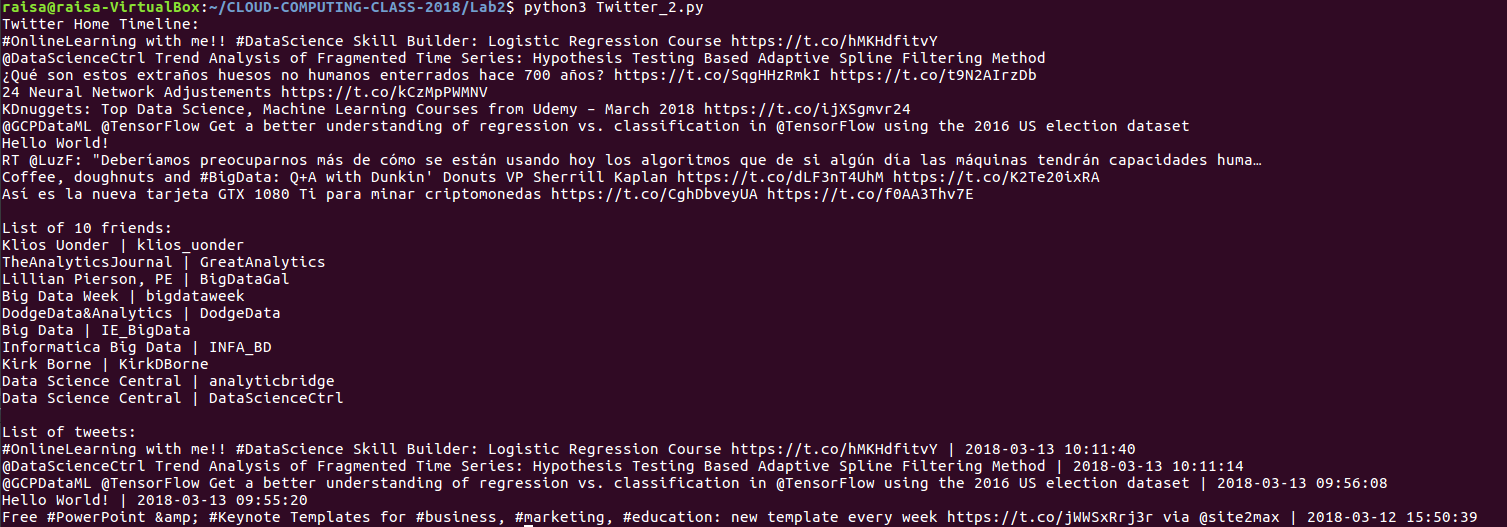 raisa@raisa-VirtualBox:~/CLOUD-COMPUTING-CLASS-2018/Lab2$ python3 Twitter_2.py
Twitter Home Timeline:
#OnlineLearning with me!! #DataScience Skill Builder: Logistic Regression Course https://t.co/hMKHdfitvY
@DataScienceCtrl Trend Analysis of Fragmented Time Series: Hypothesis Testing Based Adaptive Spline Filtering Method
¿Qué son estos extraños huesos no humanos enterrados hace 700 años? https://t.co/SqgHHzRmkI https://t.co/t9N2AIrzDb
24 Neural Network Adjustements https://t.co/kCzMpPWMNV
KDnuggets: Top Data Science, Machine Learning Courses from Udemy – March 2018 https://t.co/ijXSgmvr24
@GCPDataML @TensorFlow Get a better understanding of regression vs. classification in @TensorFlow using the 2016 US election dataset
Hello World!
RT @LuzF: "Deberíamos preocuparnos más de cómo se están usando hoy los algoritmos que de si algún día las máquinas tendrán capacidades huma…
Coffee, doughnuts and #BigData: Q+A with Dunkin' Donuts VP Sherrill Kaplan https://t.co/dLF3nT4UhM https://t.co/K2Te20ixRA
Así es la nueva tarjeta GTX 1080 Ti para minar criptomonedas https://t.co/CghDbveyUA https://t.co/f0AA3Thv7E
List of 10 friends:
Klios Uonder | klios_uonder
TheAnalyticsJournal | GreatAnalytics
Lillian Pierson, PE | BigDataGal
Big Data Week | bigdataweek
DodgeData&Analytics | DodgeData
Big Data | IE_BigData
Informatica Big Data | INFA_BD
Kirk Borne | KirkDBorne
Data Science Central | analyticbridge
Data Science Central | DataScienceCtrl
List of tweets:
#OnlineLearning with me!! #DataScience Skill Builder: Logistic Regression Course https://t.co/hMKHdfitvY | 2018-03-13 10:11:40
@DataScienceCtrl Trend Analysis of Fragmented Time Series: Hypothesis Testing Based Adaptive Spline Filtering Method | 2018-03-13 10:11:14
@GCPDataML @TensorFlow Get a better understanding of regression vs. classification in @TensorFlow using the 2016 US election dataset | 2018-03-13 09:56:08
Hello World! | 2018-03-13 09:55:20
Free #PowerPoint &amp; #Keynote Templates for #business, #marketing, #education: new template every week https://t.co/jWWSxRrj3r via @site2max | 2018-03-12 15:50:39